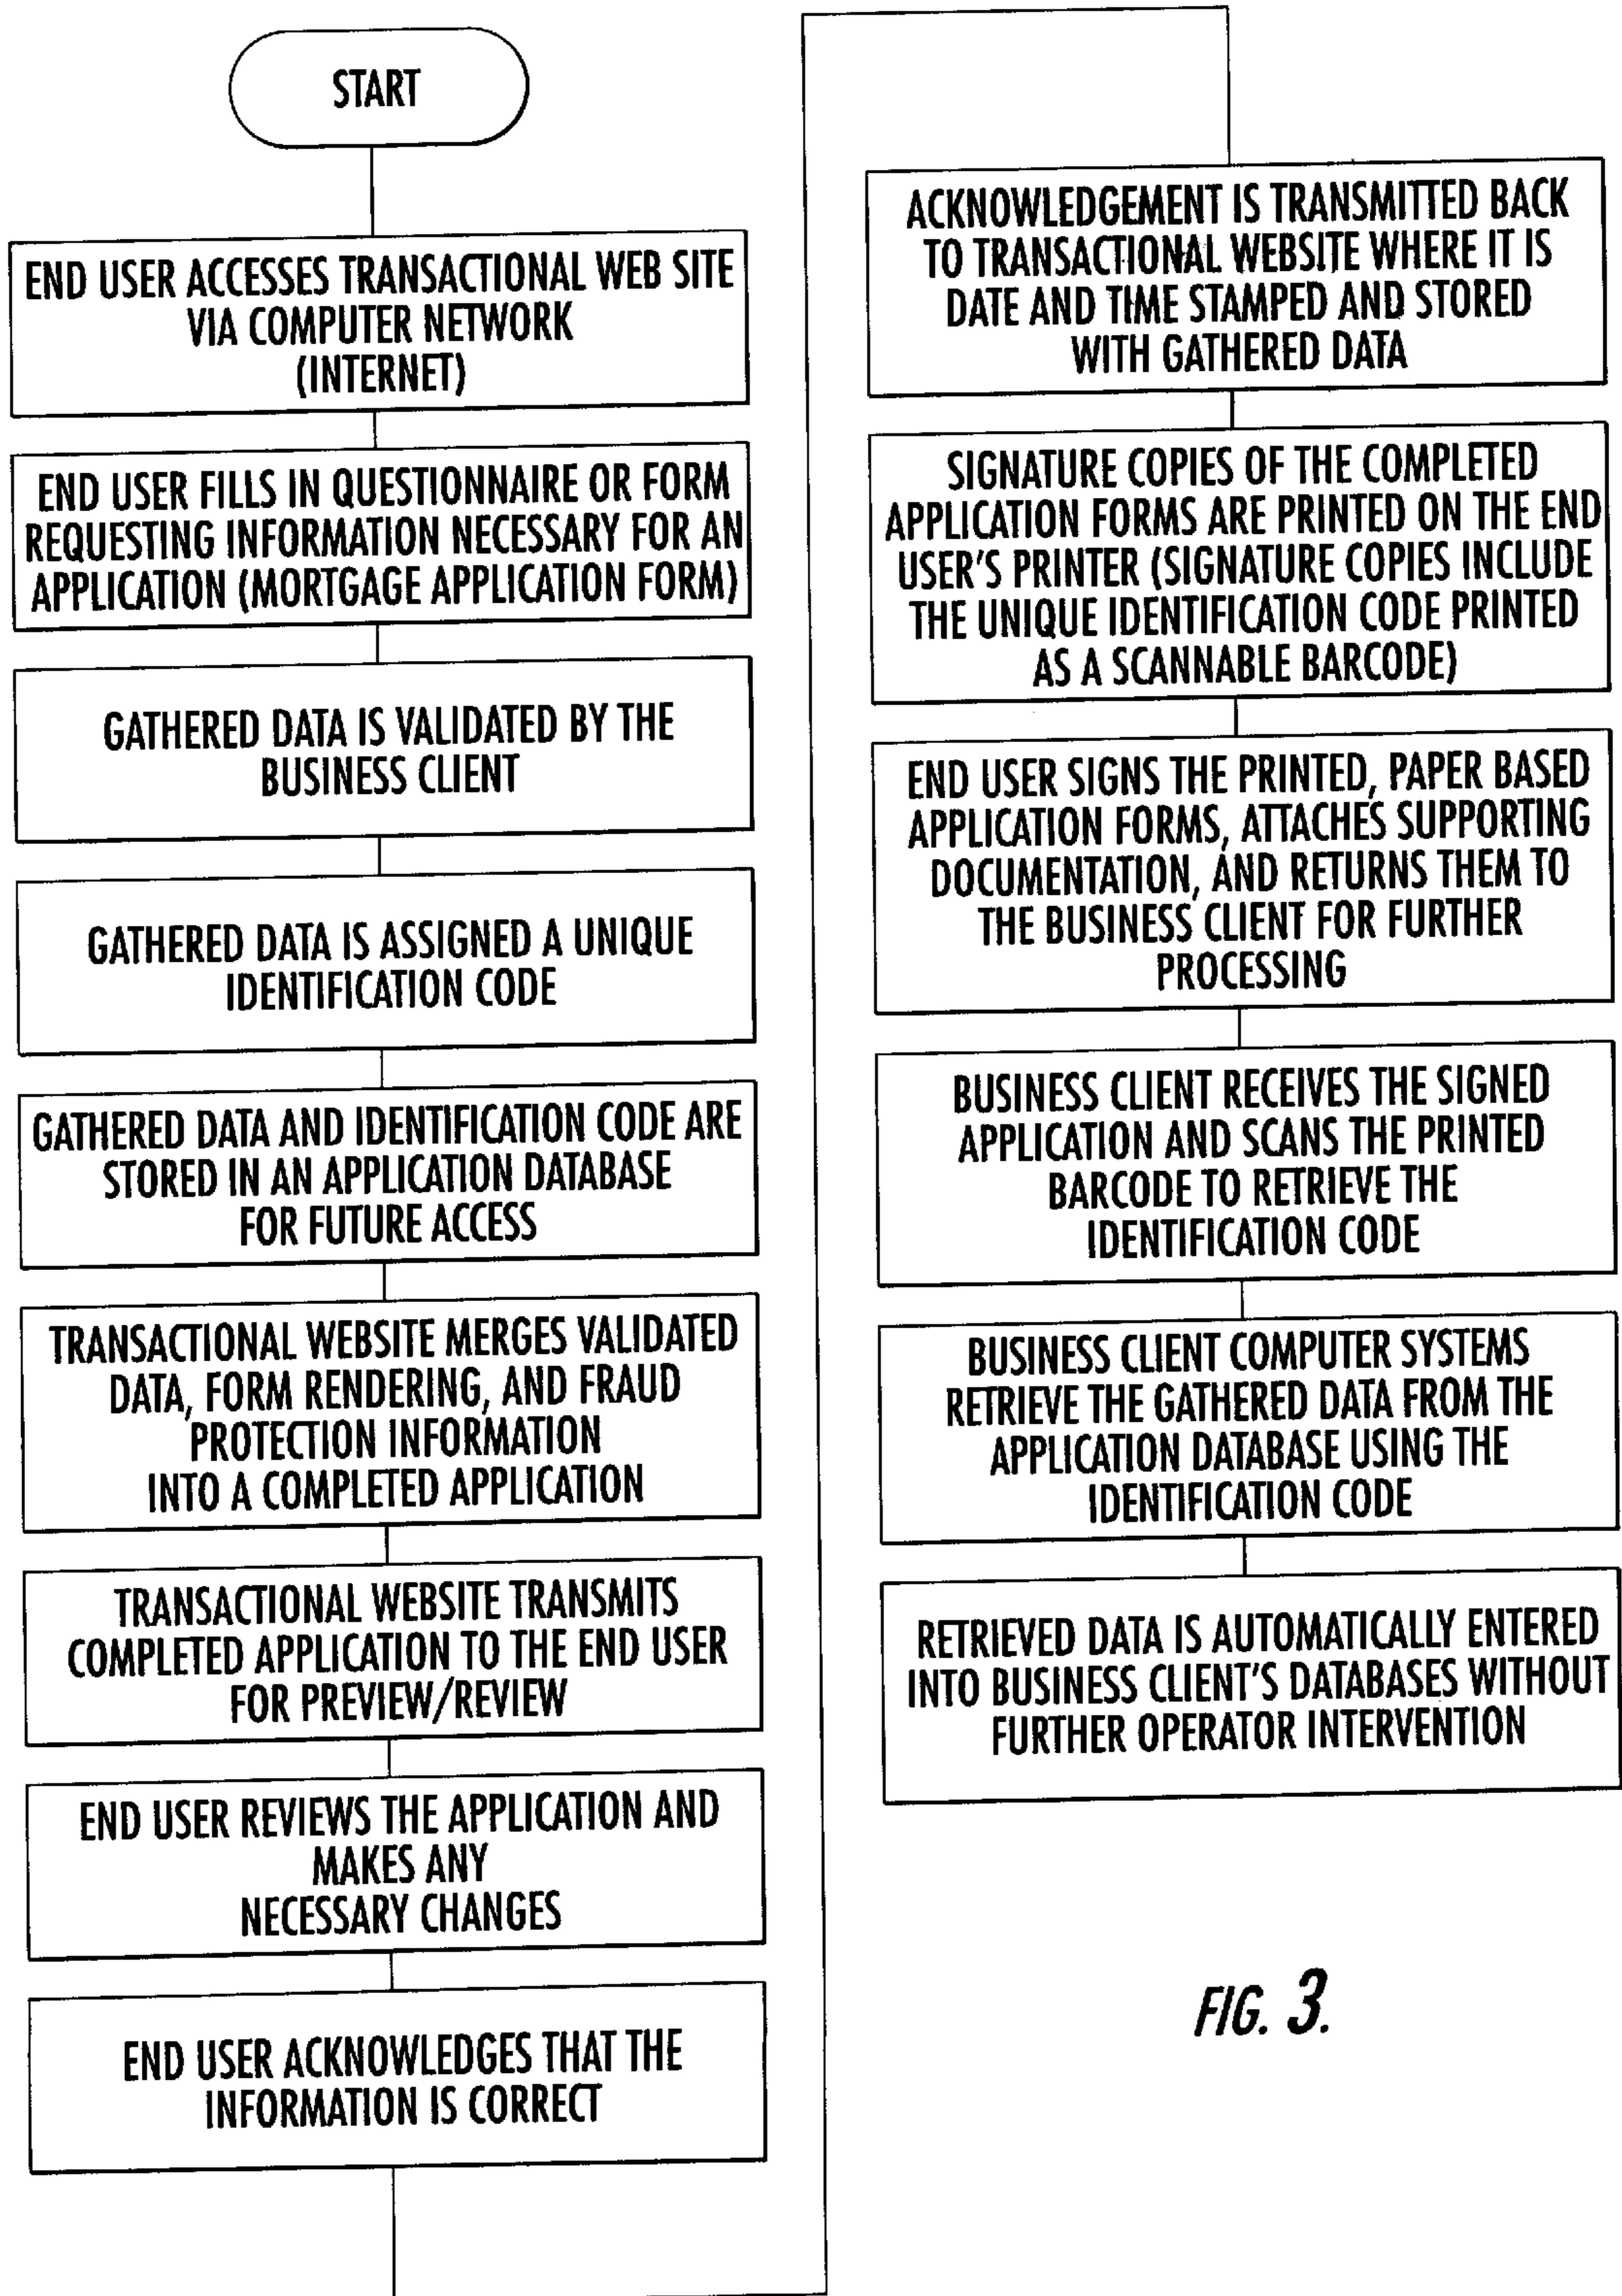 START
END USER ACCESSES TRANSACTIONAL WEB SITE
VIA COMPUTER NETWORK
(INTERNET)
END USER FILLS IN QUESTIONNAIRE OR FORM
REQUESTING INFORMATION NECESSARY FOR AN
APPLICATION (MORTGAGE APPLICATION FORM)
GATHERED DATA IS VALIDATED BY THE
BUSINESS CLIENT
GATHERED DATA IS ASSIGNED A UNIQUE
IDENTIFICATION CODE
GATHERED DATA AND IDENTIFICATION CODE ARE
STORED IN AN APPLICATION DATABASE
FOR FUTURE ACCESS
TRANSACTIONAL WEBSITE MERGES VALIDATED
DATA, FORM RENDERING, AND FRAUD
PROTECTION INFORMATION
INTO A COMPLETED APPLICATION
TRANSACTIONAL WEBSITE TRANSMITS
COMPLETED APPLICATION TO THE END USER
FOR PREVIEW/REVIEW
END USER REVIEWS THE APPLICATION AND
MAKES ANY
NECESSARY CHANGES
END USER ACKNOWLEDGES THAT THE
INFORMATION IS CORRECT
ACKNOWLEDGEMENT IS TRANSMITTED BACK
TO TRANSACTIONAL WEBSITE WHERE IT IS
DATE AND TIME STAMPED AND STORED
WITH GATHERED DATA
SIGNATURE COPIES OF THE COMPLETED
APPLICATION FORMS ARE PRINTED ON THE END
USER'S PRINTER (SIGNATURE COPIES INCLUDE
THE UNIQUE IDENTIFICATION CODE PRINTED
AS A SCANNABLE BARCODE)
END USER SIGNS THE PRINTED, PAPER BASED
APPLICATION FORMS, ATTACHES SUPPORTING
DOCUMENTATION, AND RETURNS THEM TO
THE BUSINESS CLIENT FOR FURTHER
PROCESSING
BUSINESS CLIENT RECEIVES THE SIGNED
APPLICATION AND SCANS THE PRINTED
BARCODE TO RETRIEVE THE
IDENTIFICATION CODE
BUSINESS CLIENT COMPUTER SYSTEMS
RETRIEVE THE GATHERED DATA FROM THE
APPLICATION DATABASE USING THE
IDENTIFICATION CODE
RETRIEVED DATA IS AUTOMATICALLY ENTERED
INTO BUSINESS CLIENT'S DATABASES WITHOUT
FURTHER OPERATOR INTERVENTION
FIG. 3.